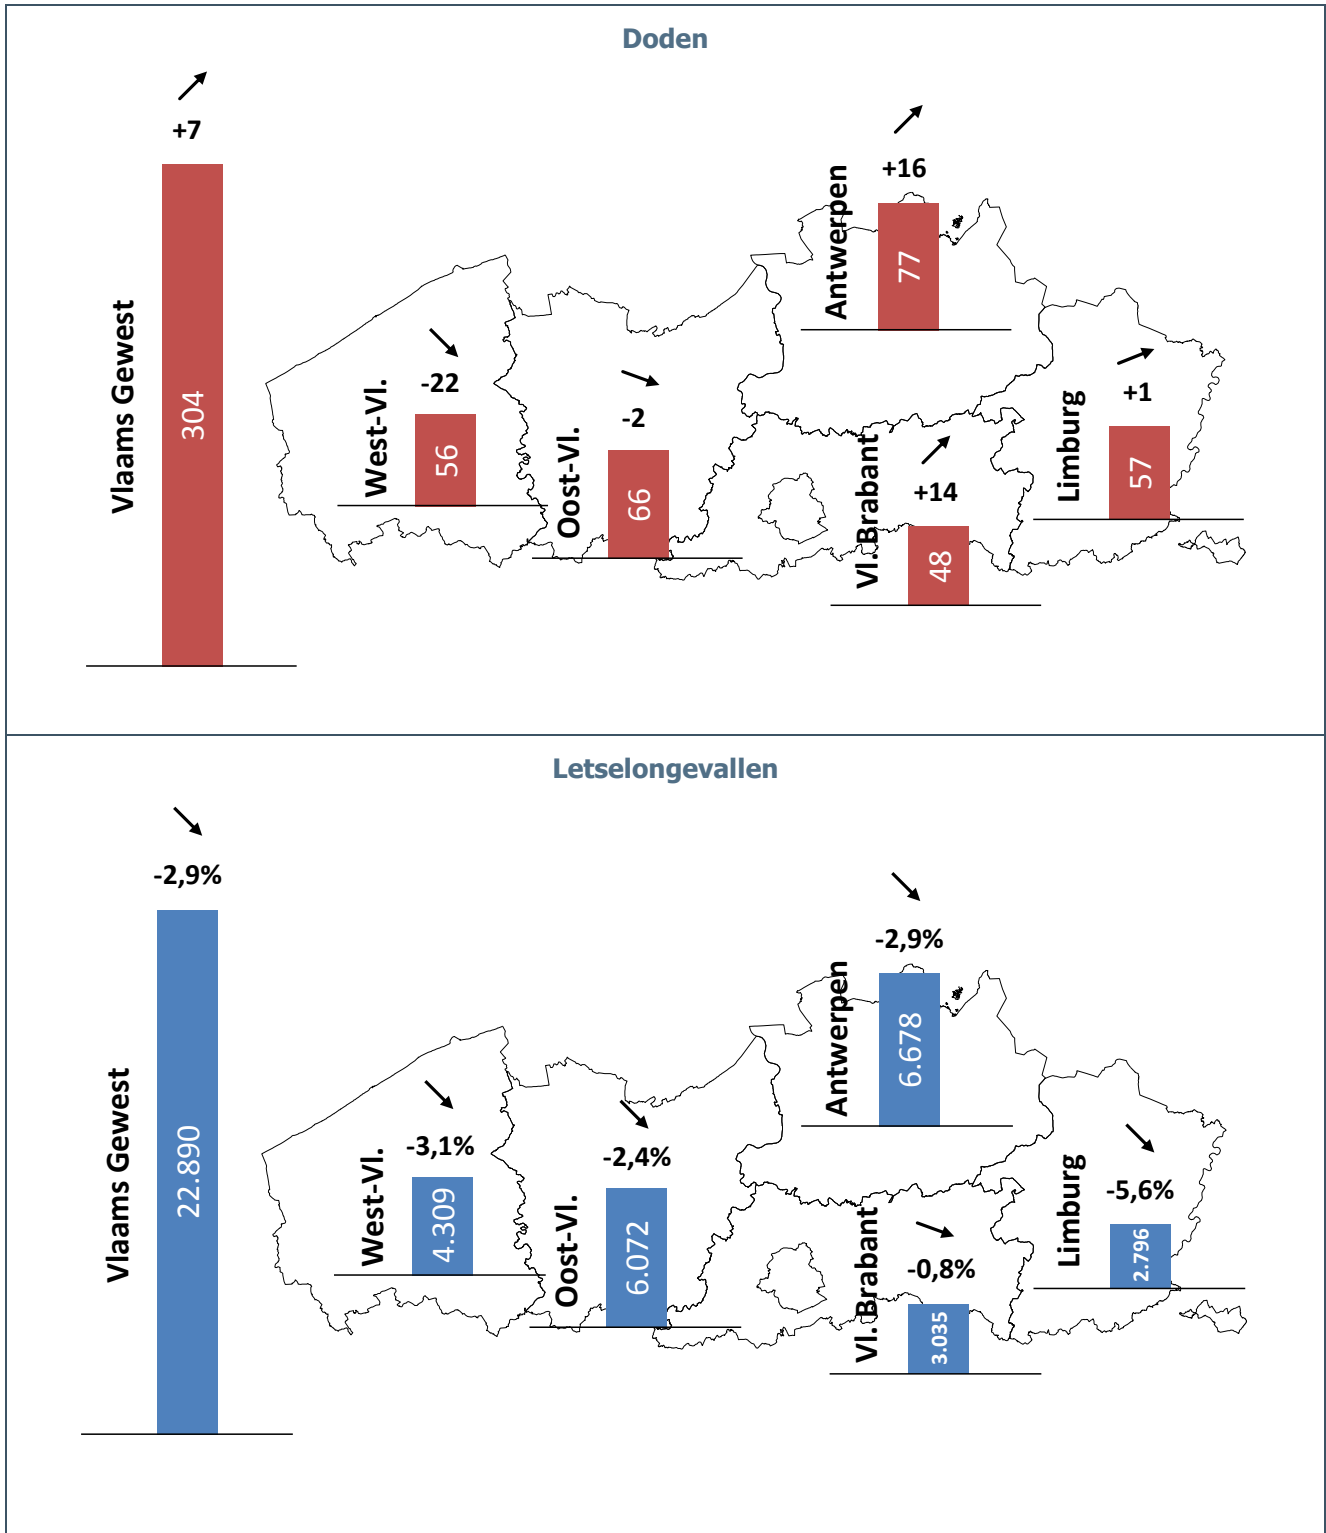 Doden
+7
Vlaams Gewest
304
-22
West-Vl.
56
-2
Oost-Vl.
66
+16
Antwerpen
77
+14
Vl. Brabant
48
+1
Limburg
57
Letselongevallen
-2,9%
Vlaams Gewest
22.890
-3,1%
West-Vl.
4.309
-2,4%
Oost-Vl.
6.072
-2,9%
Antwerpen
6.678
-0,8%
Vl. Brabant
3.035
-5,6%
Limburg
2.796